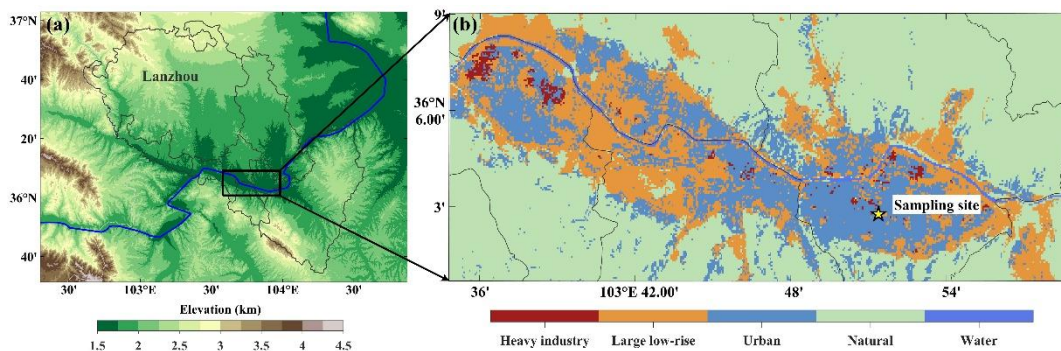 (a)
Lanzhou
37°N
40'
20'
36°N
40'
30'
103°E
30'
104°E
30'
Elevation (km)
1.5
2
2.5
3
3.5
4
4.5
(b)
9'
36°N
6.00'
3'
Sampling site
36'
103°E 42.00'
48'
54'
Heavy industry
Large low-rise
Urban
Natural
Water